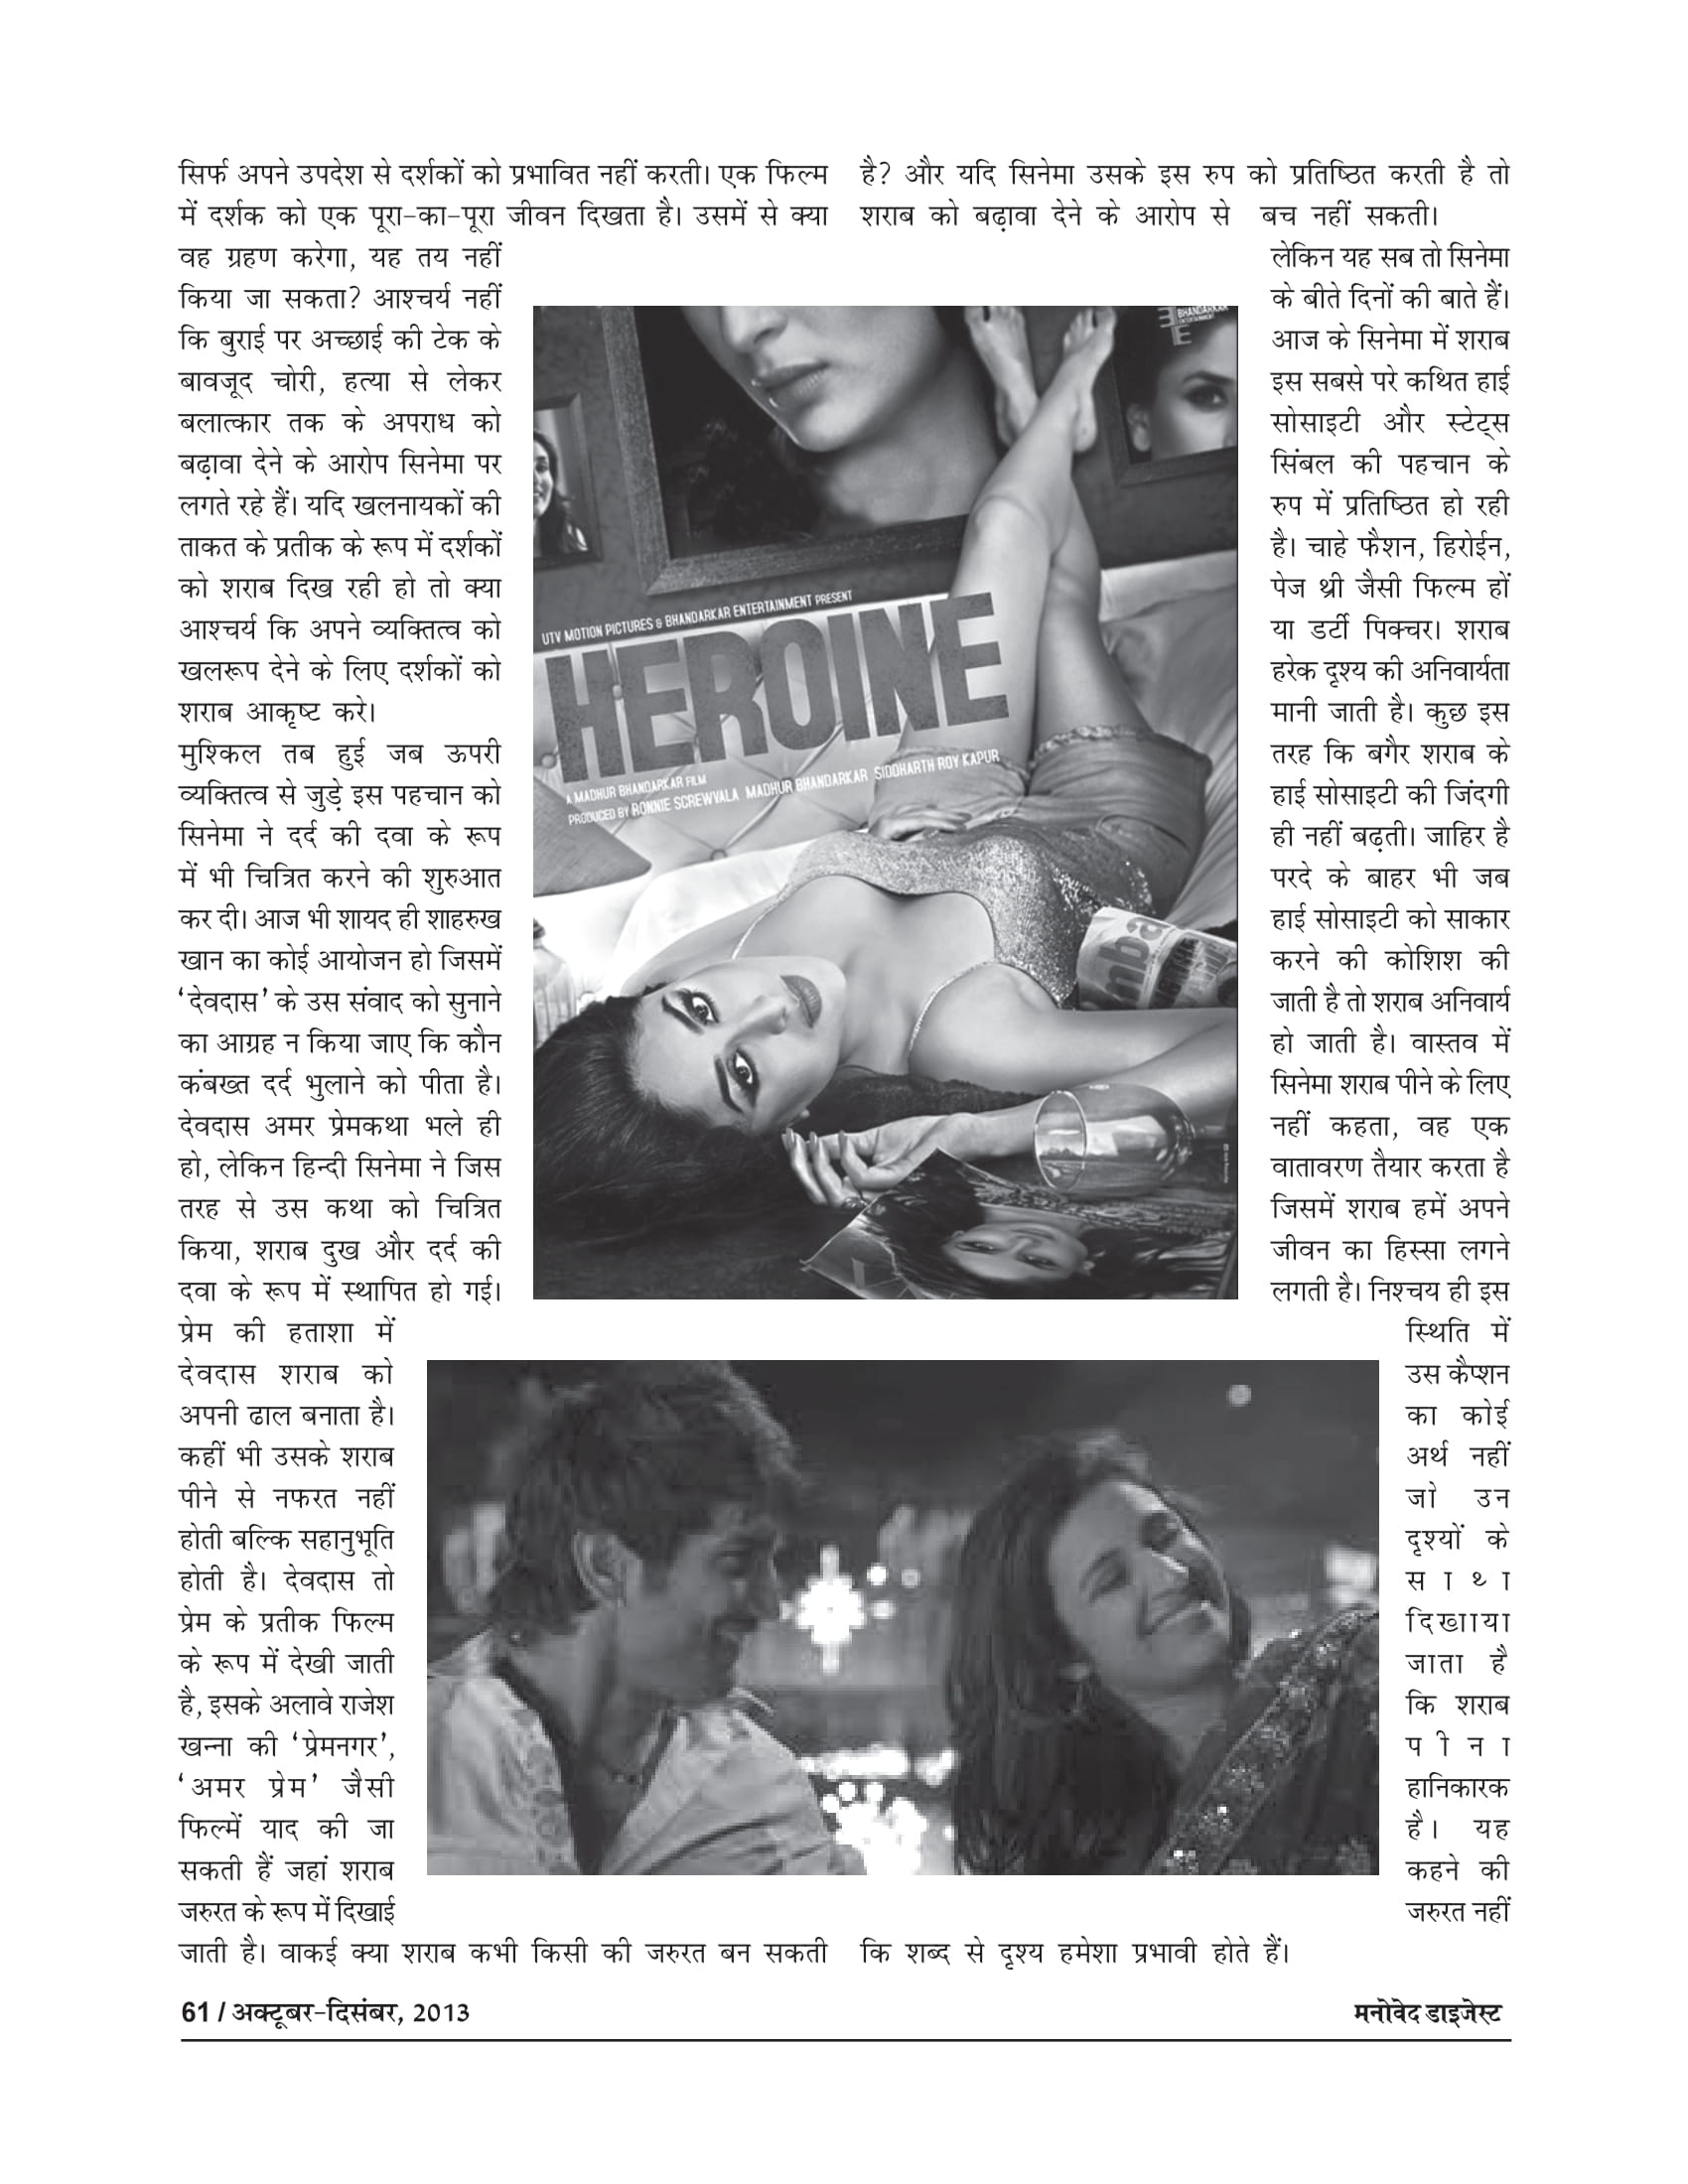 सिर्फ अपने उपदेश से दर्शकों को प्रभावित नहीं करती। एक फिल्म
में दर्शक को एक पूरा-का-पूरा जीवन दिखता है। उसमें से क्या
वह ग्रहण करेगा, यह तय नहीं
किया जा सकता? आश्चर्य नहीं
कि बुराई पर अच्छाई की टेक के
बावजूद चोरी, हत्या से लेकर
बलात्कार तक के अपराध को
बढ़ावा देने के आरोप सिनेमा पर
लगते रहे हैं। यदि खलनायकों की
ताकत के प्रतीक के रूप में दर्शकों
को शराब दिख रही हो तो क्या
आश्चर्य कि अपने व्यक्तित्व को
खलरूप देने के लिए दर्शकों को
शराब आकृष्ट करे।
मुश्किल तब हुई जब ऊपरी
व्यक्तित्व से जुड़े इस पहचान को
सिनेमा ने दर्द की दवा के रूप
में भी चित्रित करने की शुरुआत
कर दी। आज भी शायद ही शाहरुख
खान का कोई आयोजन हो जिसमें
‘देवदास’ के उस संवाद को सुनाने
का आग्रह न किया जाए कि कौन
कंबख्त दर्द भुलाने को पीता है।
देवदास अमर प्रेमकथा भले ही
हो, लेकिन हिन्दी सिनेमा ने जिस
तरह से उस कथा को चित्रित
किया, शराब दुख और दर्द की
दवा के रूप में स्थापित हो गई।
प्रेम की हताशा में
देवदास शराब को
अपनी ढाल बनाता है।
कहीं भी उसके शराब
पीने से नफरत नहीं
होती बल्कि सहानुभूति
होती है। देवदास तो
प्रेम के प्रतीक फिल्म
के रूप में देखी जाती
है, इसके अलावे राजेश
खन्ना की ‘प्रेमनगर’,
‘अमर प्रेम’ जैसी
फिल्में याद की जा
सकती हैं जहां शराब
जरुरत के रूप में दिखाई
जाती है। वाकई क्या शराब कभी किसी की जरुरत बन सकती
है? और यदि सिनेमा उसके इस रुप को प्रतिष्ठित करती है तो
शराब को बढ़ावा देने के आरोप से बच नहीं सकती।
लेकिन यह सब तो सिनेमा
के बीते दिनों की बाते हैं।
आज के सिनेमा में शराब
इस सबसे परे कथित हाई
सोसाइटी और स्टेट्स
सिंबल की पहचान के
रुप में प्रतिष्ठित हो रही
है। चाहे फैशन, हिरोईन,
पेज थ्री जैसी फिल्म हों
या डर्टी पिक्चर। शराब
हरेक दृश्य की अनिवार्यता
मानी जाती है। कुछ इस
तरह कि बगैर शराब के
हाई सोसाइटी की जिंदगी
ही नहीं बढ़ती। जाहिर है
परदे के बाहर भी जब
हाई सोसाइटी को साकार
करने की कोशिश की
जाती है तो शराब अनिवार्य
हो जाती है। वास्तव में
सिनेमा शराब पीने के लिए
नहीं कहता, वह एक
वातावरण तैयार करता है
जिसमें शराब हमें अपने
जीवन का हिस्सा लगने
लगती है। निश्चय ही इस
स्थिति में
उस कैप्शन
का कोई
अर्थ नहीं
जो उन
दृश्यों के
साथ
दिखाया
जाता है
कि शराब
पीना
हानिकारक
है। यह
कहने की
जरुरत नहीं
कि शब्द से दृश्य हमेशा प्रभावी होते हैं।
BHANDARKAR
ENTERTAINMENT
UTV MOTION PICTURES & BHANDARKAR ENTERTAINMENT PRESENT
HEROINE
A MADHUR BHANDARKAR FILM
PRODUCED BY RONNIE SCREWVALA MADHUR BHANDARKAR SIDDHARTH ROY KAPUR
61 / अक्टूबर-दिसंबर, 2013
मनोवेद डाइजेस्ट